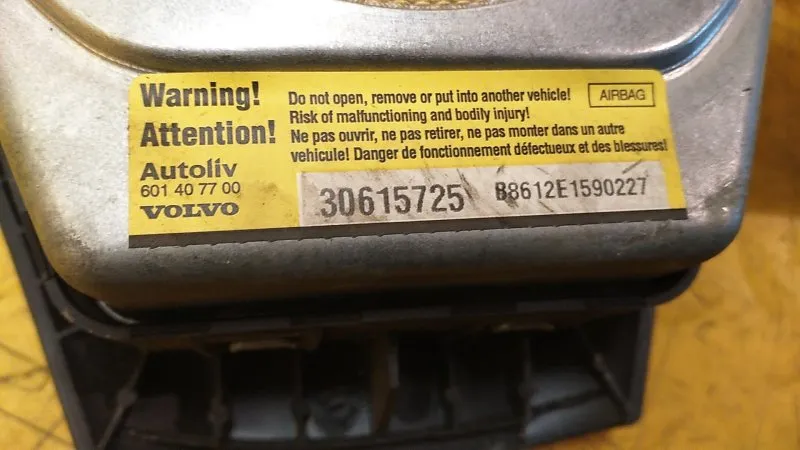 Warning!
Attention!
Do not open, remove or put into another vehicle!
AIRBAG
Risk of malfunctioning and bodily injury!
Ne pas ouvrir, ne pas retirer, ne pas monter dans un autre
vehicule! Danger de fonctionnement défectueux et des blessures!
Autoliv
601 40 77 00
VOLVO
30615725
B8612E1590227